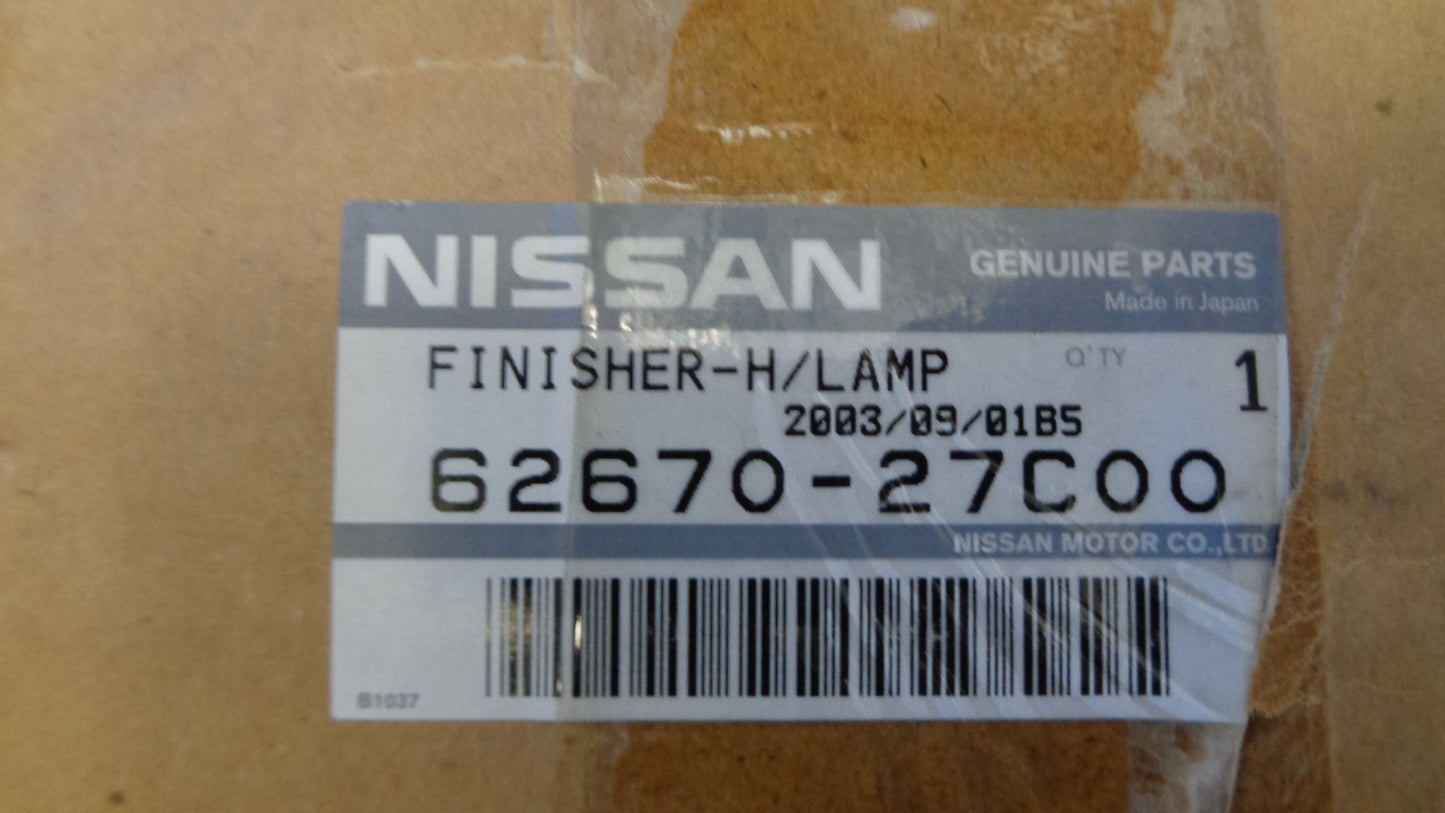 NISSAN
GENUINE PARTS
Made in Japan
FINISHER-H/LAMP
Q'TY 1
2003/09/01B5
62670-27C00
NISSAN MOTOR CO.,LTD
B1037